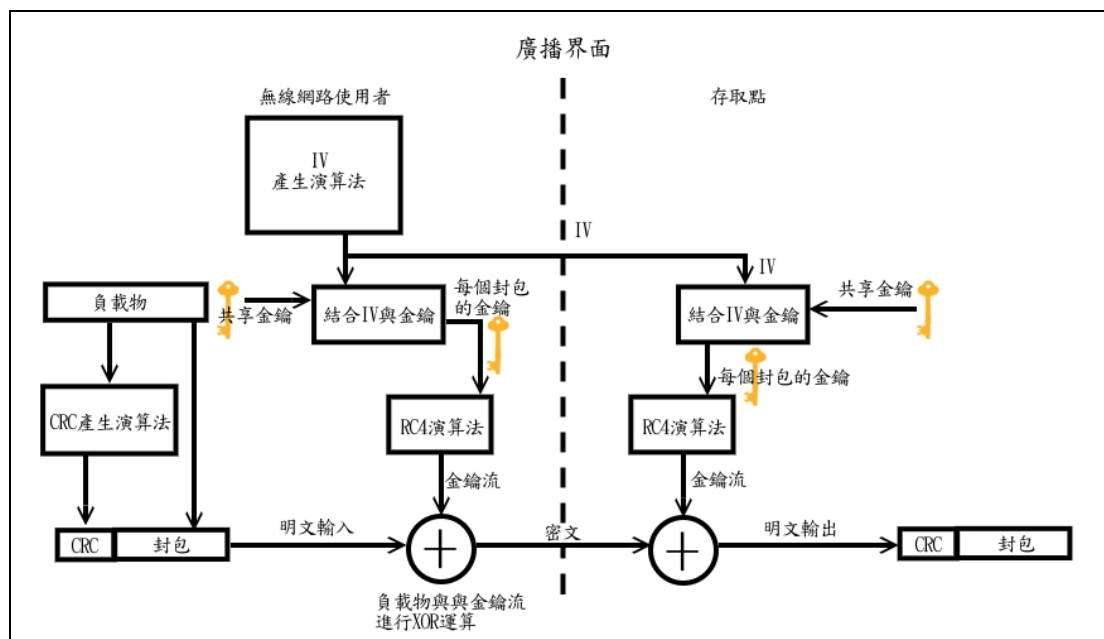 廣播界面
無線網路使用者
存取點
IV
產生演算法
IV
IV
負載物
共享金鑰
結合IV與金鑰
每個封包
的金鑰
共享金鑰
結合IV與金鑰
每個封包的金鑰
CRC產生演算法
RC4演算法
RC4演算法
金鑰流
金鑰流
CRC
封包
明文輸入
密文
明文輸出
CRC
封包
負載物與與金鑰流
進行XOR運算